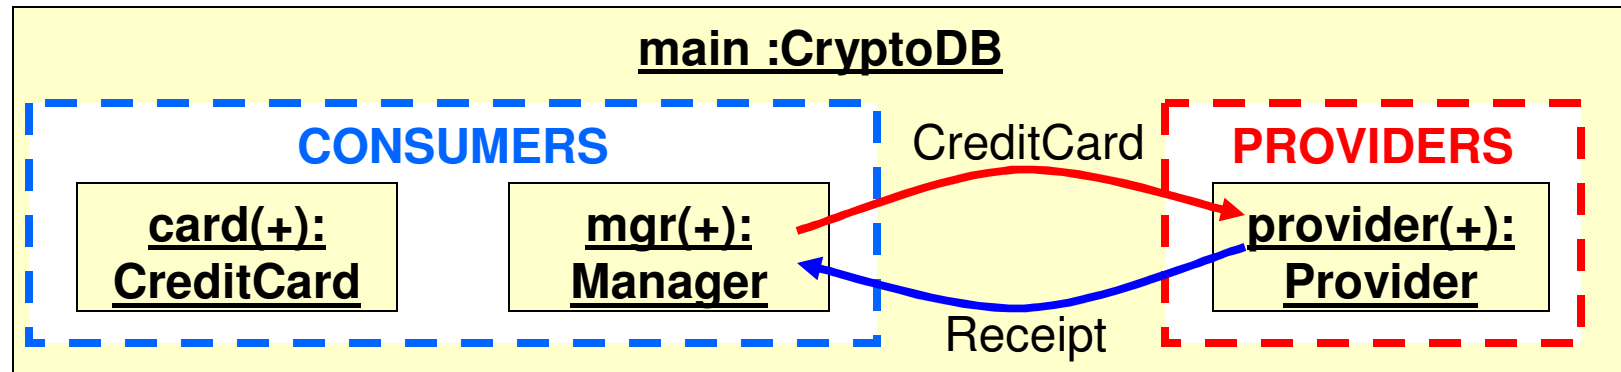 main :CryptoDB
CONSUMERS
card(+):
CreditCard
mgr(+):
Manager
CreditCard
Receipt
PROVIDERS
provider(+):
Provider